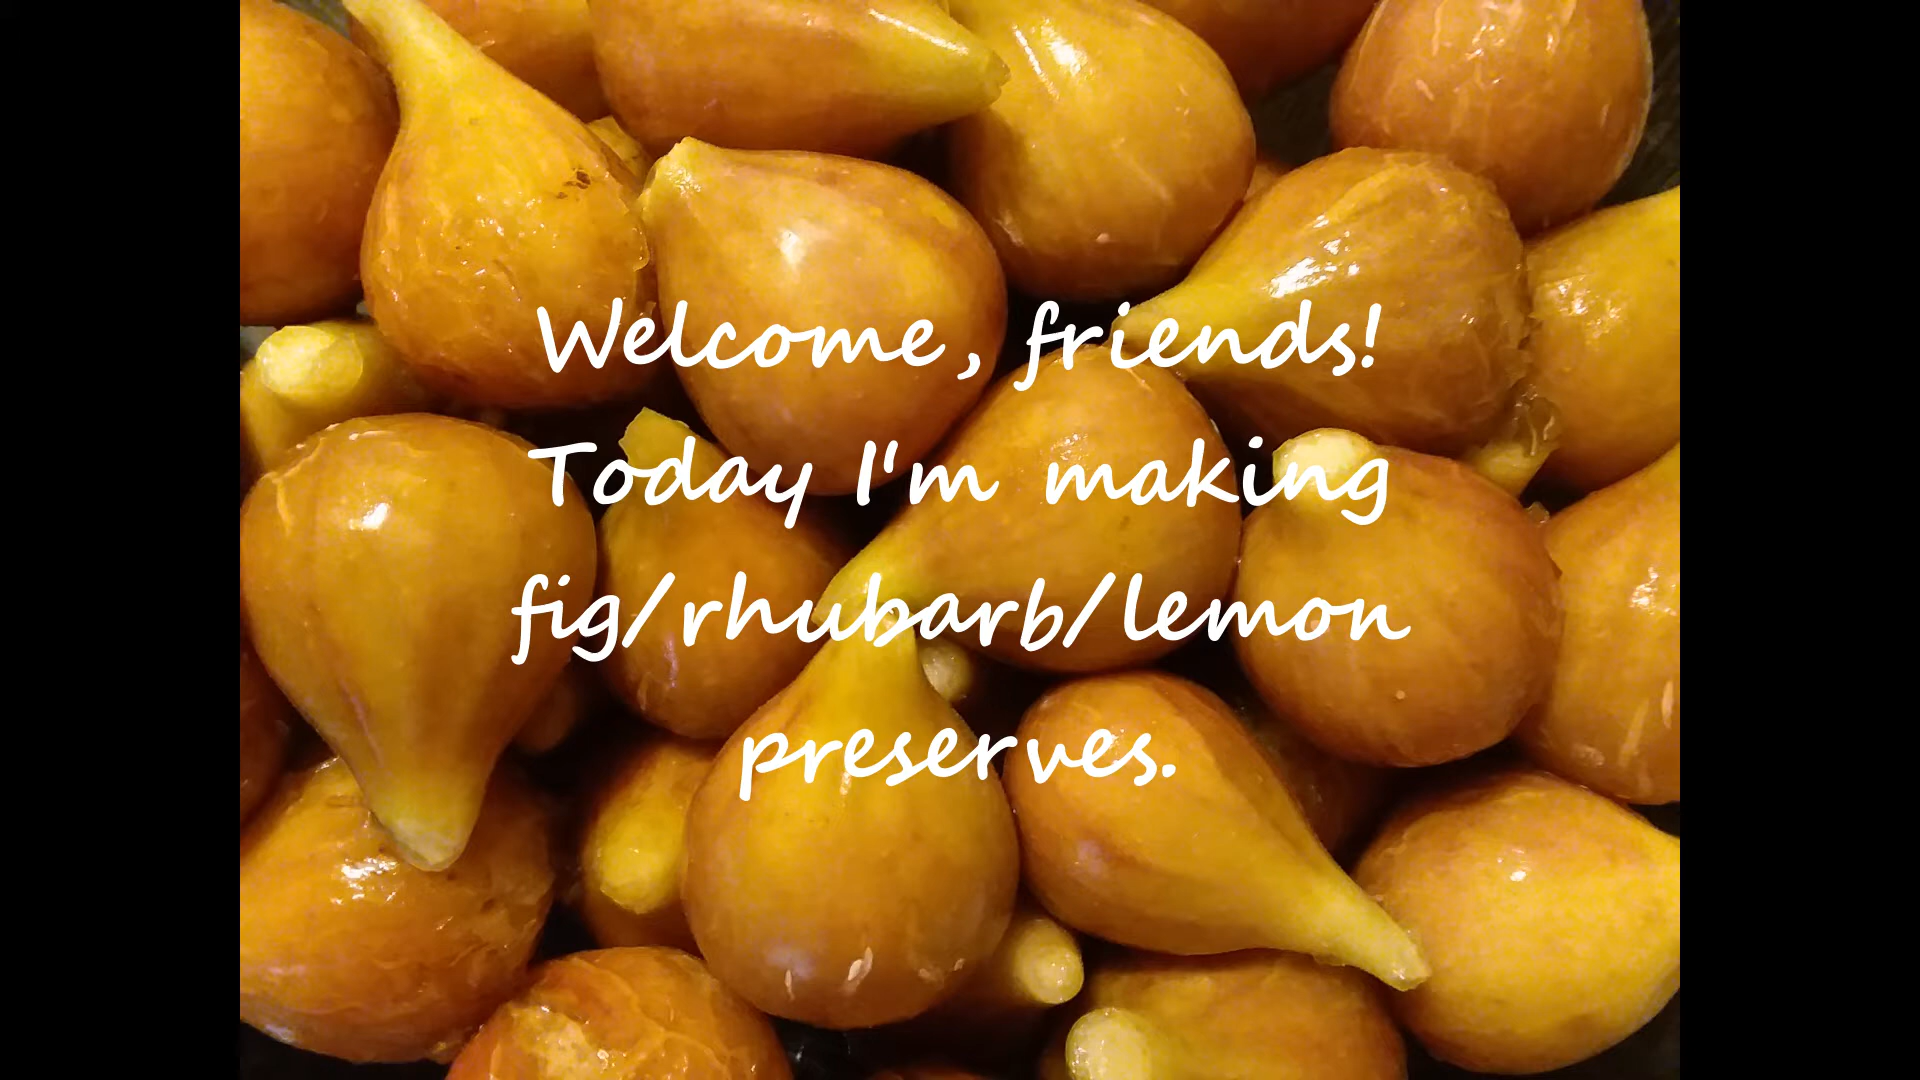 Welcome, friends!
Today I'm making
fig/rhubarb/lemon
preserves.